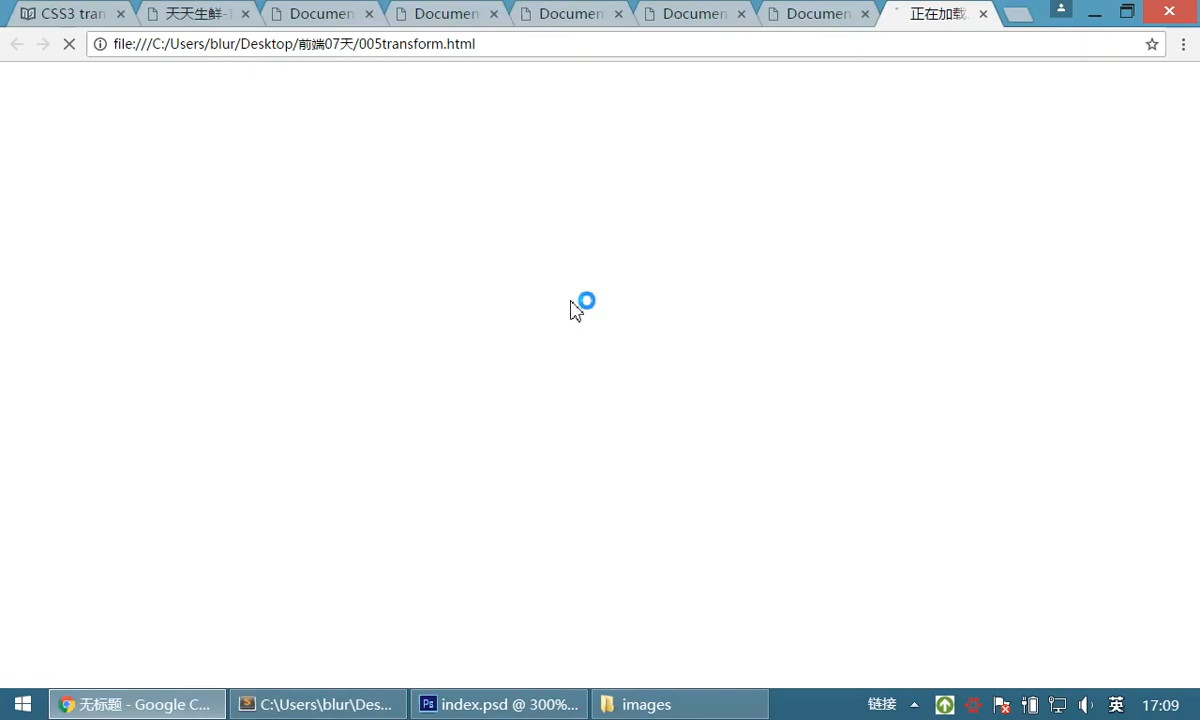 CSS3 tran
天天生鲜-
Documen
Documen
Documen
Documen
Documen
正在加载
file:///C:/Users/blur/Desktop/前端07天/005transform.html
无标题 - Google C...
C:\Users\blur\Des...
index.psd @ 300%...
images
链接
英
17:09